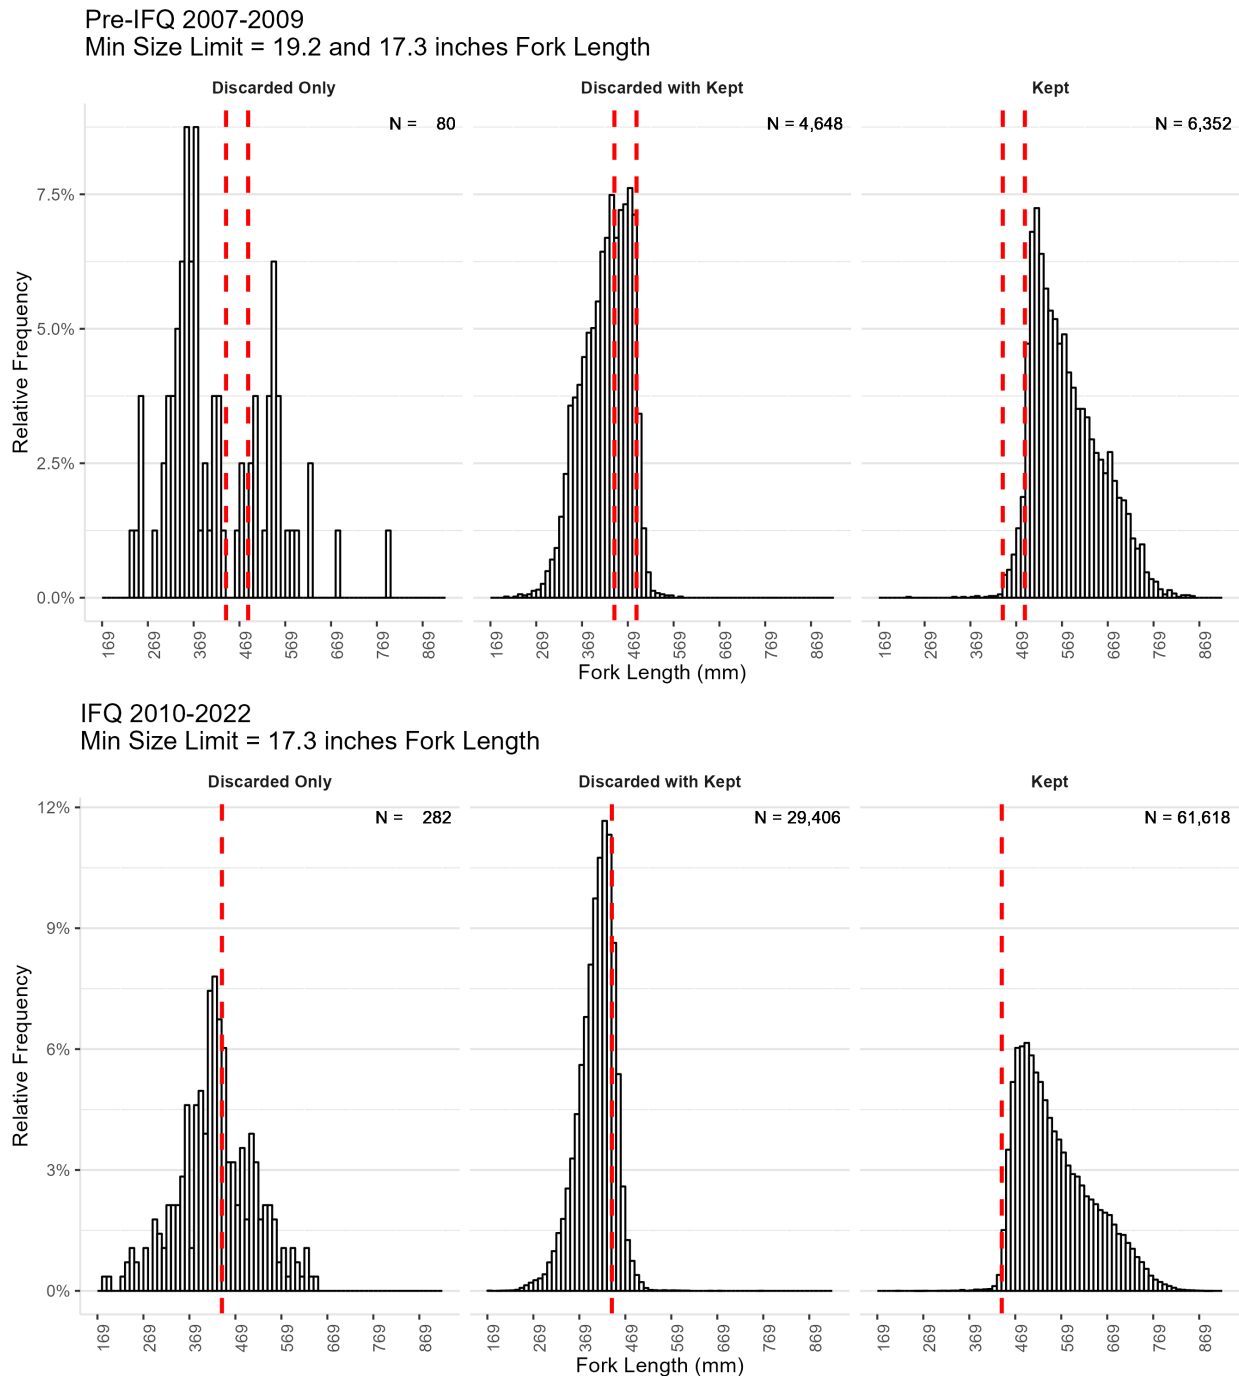 Pre-IFQ 2007-2009
Min Size Limit = 19.2 and 17.3 inches Fork Length
Discarded Only
Discarded with Kept
Kept
N = 80
N = 4,648
N = 6,352
7.5%
5.0%
2.5%
0.0%
Relative Frequency
169 269 369 469 569 669 769 869
169 269 369 469 569 669 769 869
169 269 369 469 569 669 769 869
Fork Length (mm)
IFQ 2010-2022
Min Size Limit = 17.3 inches Fork Length
Discarded Only
Discarded with Kept
Kept
N = 282
N = 29,406
N = 61,618
12%
9%
6%
3%
0%
Relative Frequency
169 269 369 469 569 669 769 869
169 269 369 469 569 669 769 869
169 269 369 469 569 669 769 869
Fork Length (mm)